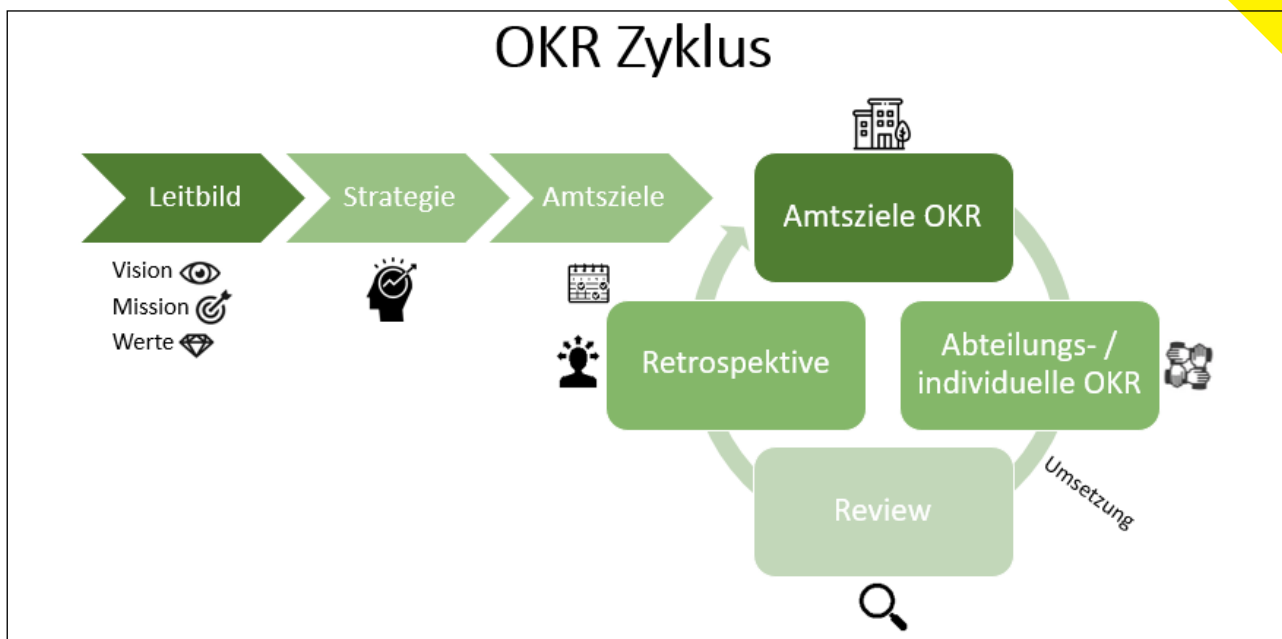 OKR Zyklus
Leitbild
Strategie
Amtsziele
Vision
Mission
Werte
Amtsziele OKR
Abteilungs- /
individuelle OKR
Umsetzung
Review
Retrospektive